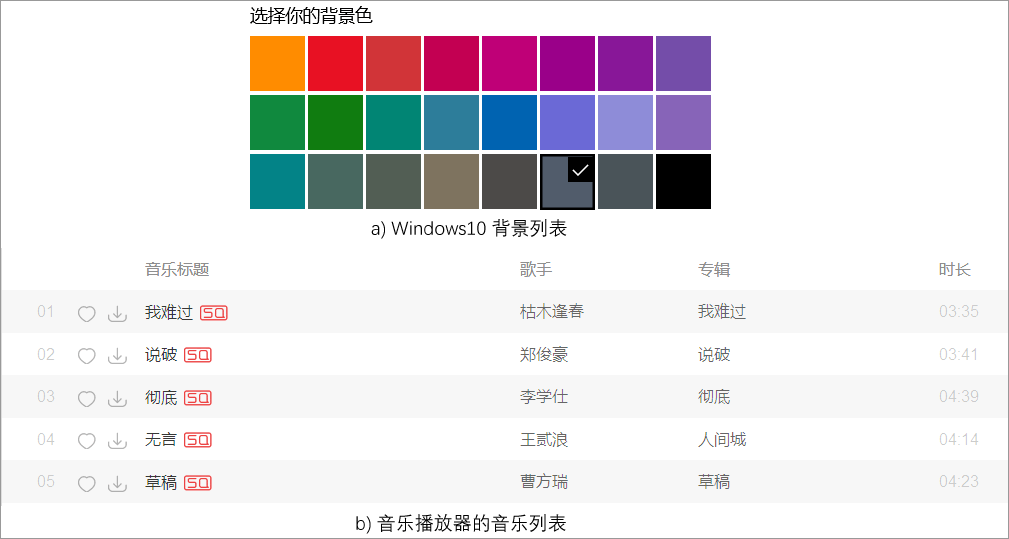 选择你的背景色
a) Windows10 背景列表
音乐标题 歌手 专辑 时长
01 我难过 SQ 枯木逢春 我难过 03:35
02 说破 SQ 郑俊豪 说破 03:41
03 彻底 SQ 李学仕 彻底 04:39
04 无言 SQ 王贰浪 人间城 04:14
05 草稿 SQ 曹方瑞 草稿 04:23
b) 音乐播放器的音乐列表